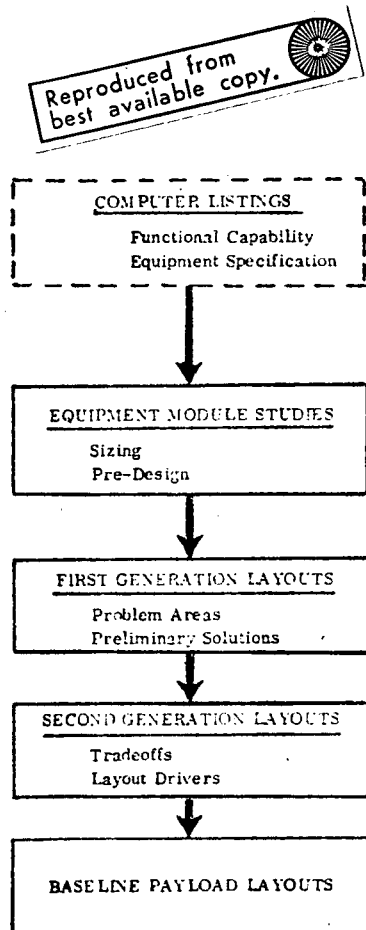 Reproduced from
best available copy.
COMPUTER LISTINGS
Functional Capability
Equipment Specification
EQUIPMENT MODULE STUDIES
Sizing
Pre-Design
FIRST GENERATION LAYOUTS
Problem Areas
Preliminary Solutions
SECOND GENERATION LAYOUTS
Tradeoffs
Layout Drivers
BASELINE PAYLOAD LAYOUTS